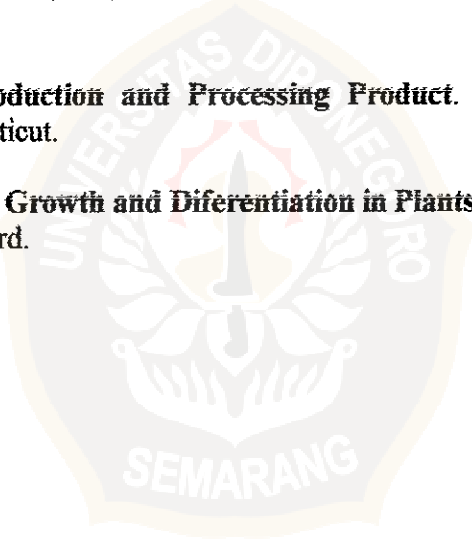 oduction and Processing Product.
ticut.
Growth and Diferentiation in Plants
rd.
UNIVERSITAS DIPONEGORO
SEMARANG